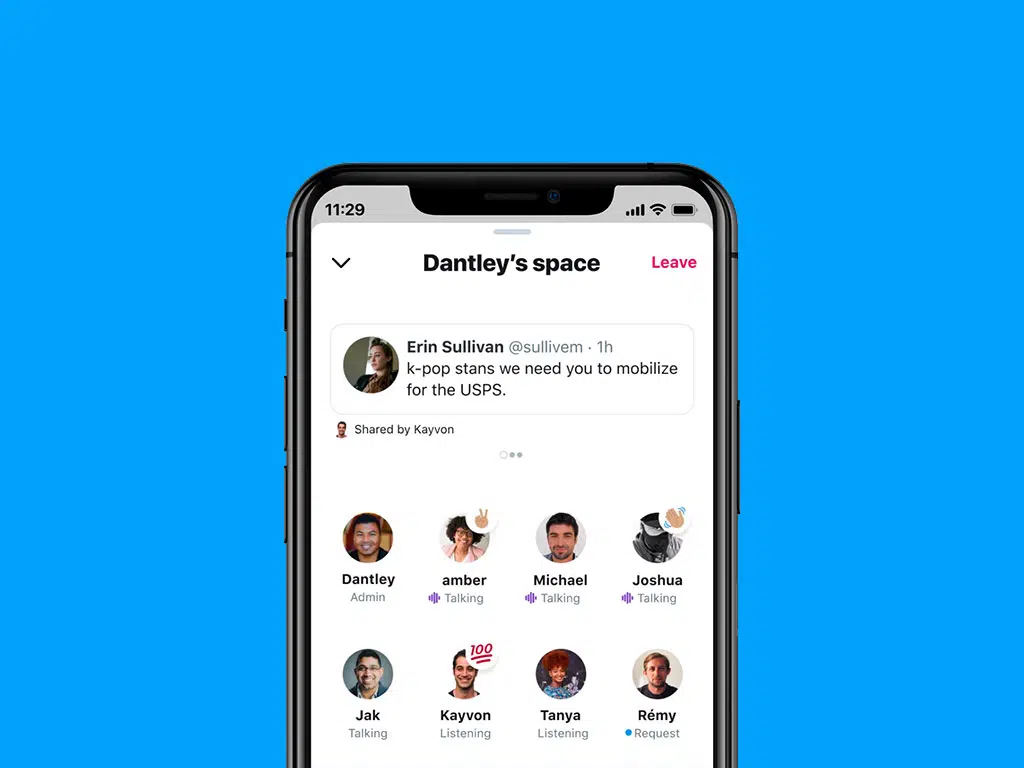 11:29
Dantley’s space
Leave
Erin Sullivan @sullivem · 1h
k-pop stans we need you to mobilize
for the USPS.
Shared by Kayvon
Dantley
Admin
amber
Talking
Michael
Talking
Joshua
Talking
Jak
Talking
100
Kayvon
Listening
Tanya
Listening
Rémy
Request